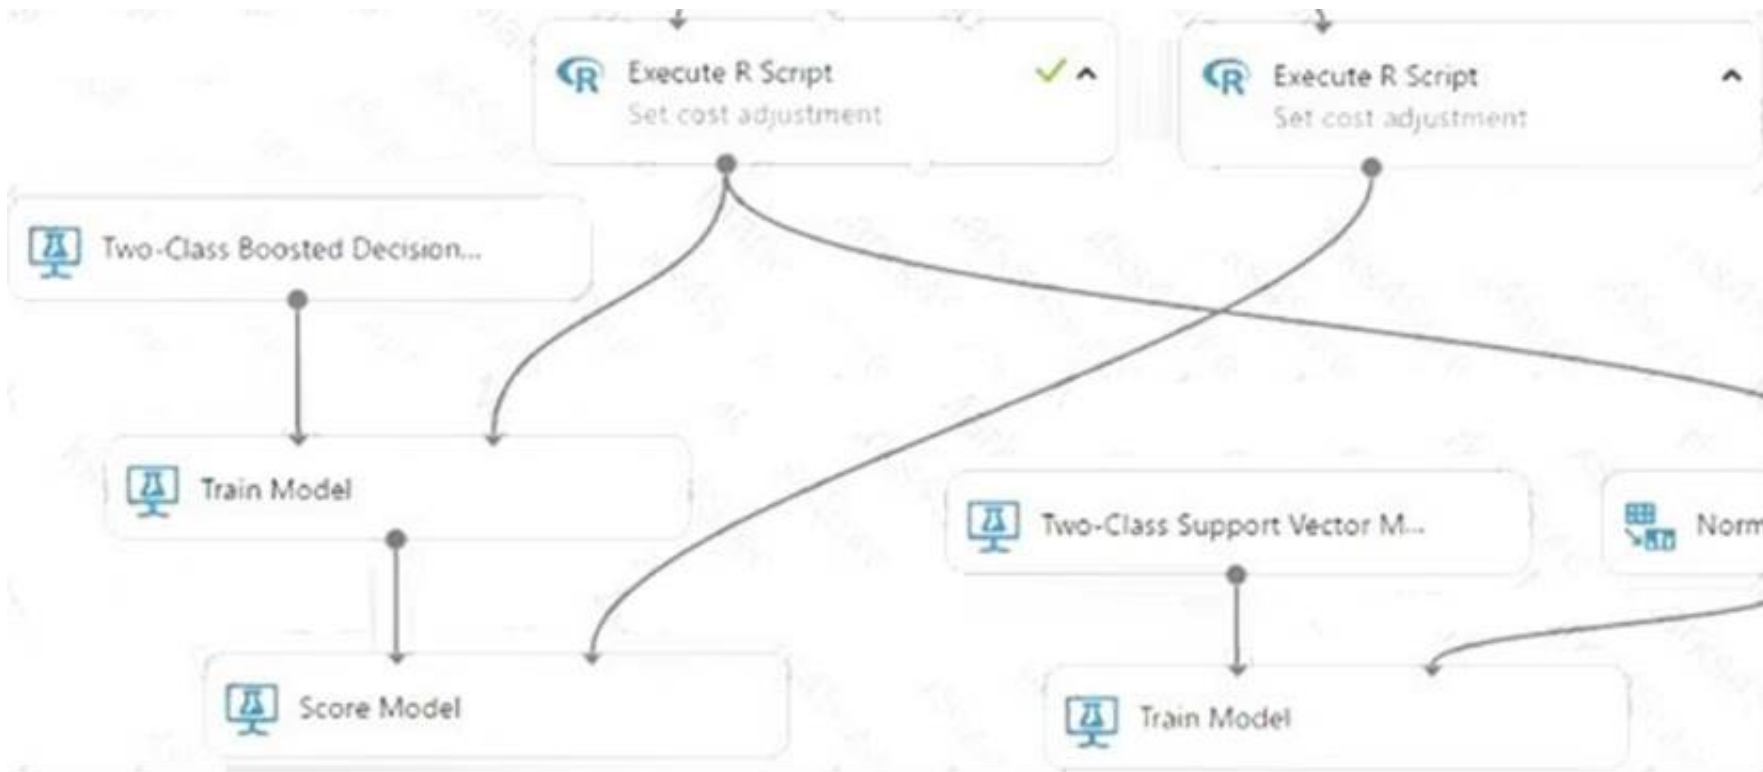 Execute R Script
Set cost adjustment
Execute R Script
Set cost adjustment
Two-Class Boosted Decision...
Train Model
Two-Class Support Vector M...
Norm
Score Model
Train Model